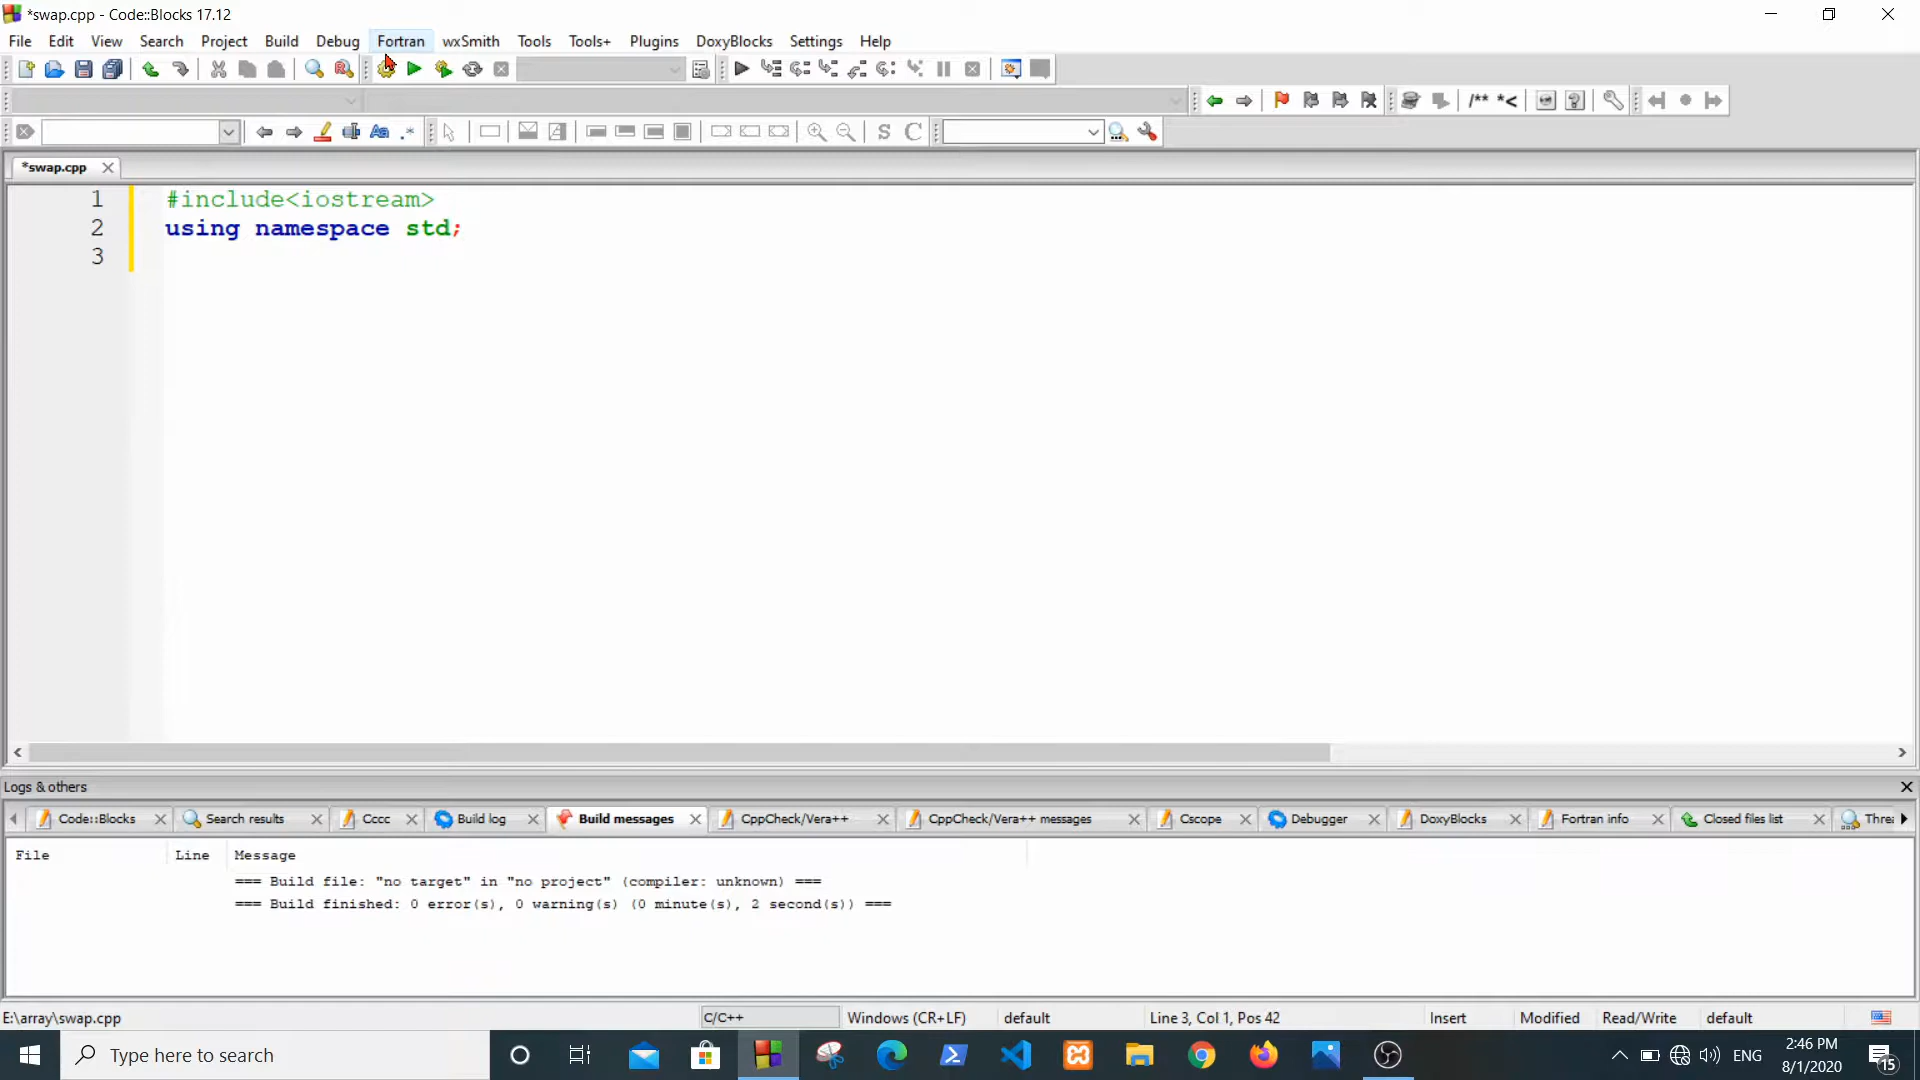 *swap.cpp - Code::Blocks 17.12
File Edit View Search Project Build Debug Fortran wxSmith Tools Tools+ Plugins DoxyBlocks Settings Help
/** *<
S C
*swap.cpp
1 #include<iostream>
2 using namespace std;
3
Logs & others
Code::Blocks Search results Cccc Build log Build messages CppCheck/Vera++ CppCheck/Vera++ messages Cscope Debugger DoxyBlocks Fortran info Closed files list Threa
File Line Message
=== Build file: "no target" in "no project" (compiler: unknown) ===
=== Build finished: 0 error(s), 0 warning(s) (0 minute(s), 2 second(s)) ===
E:\array\swap.cpp C/C++ Windows (CR+LF) default Line 3, Col 1, Pos 42 Insert Modified Read/Write default
Type here to search
ENG
2:46 PM
8/1/2020
15